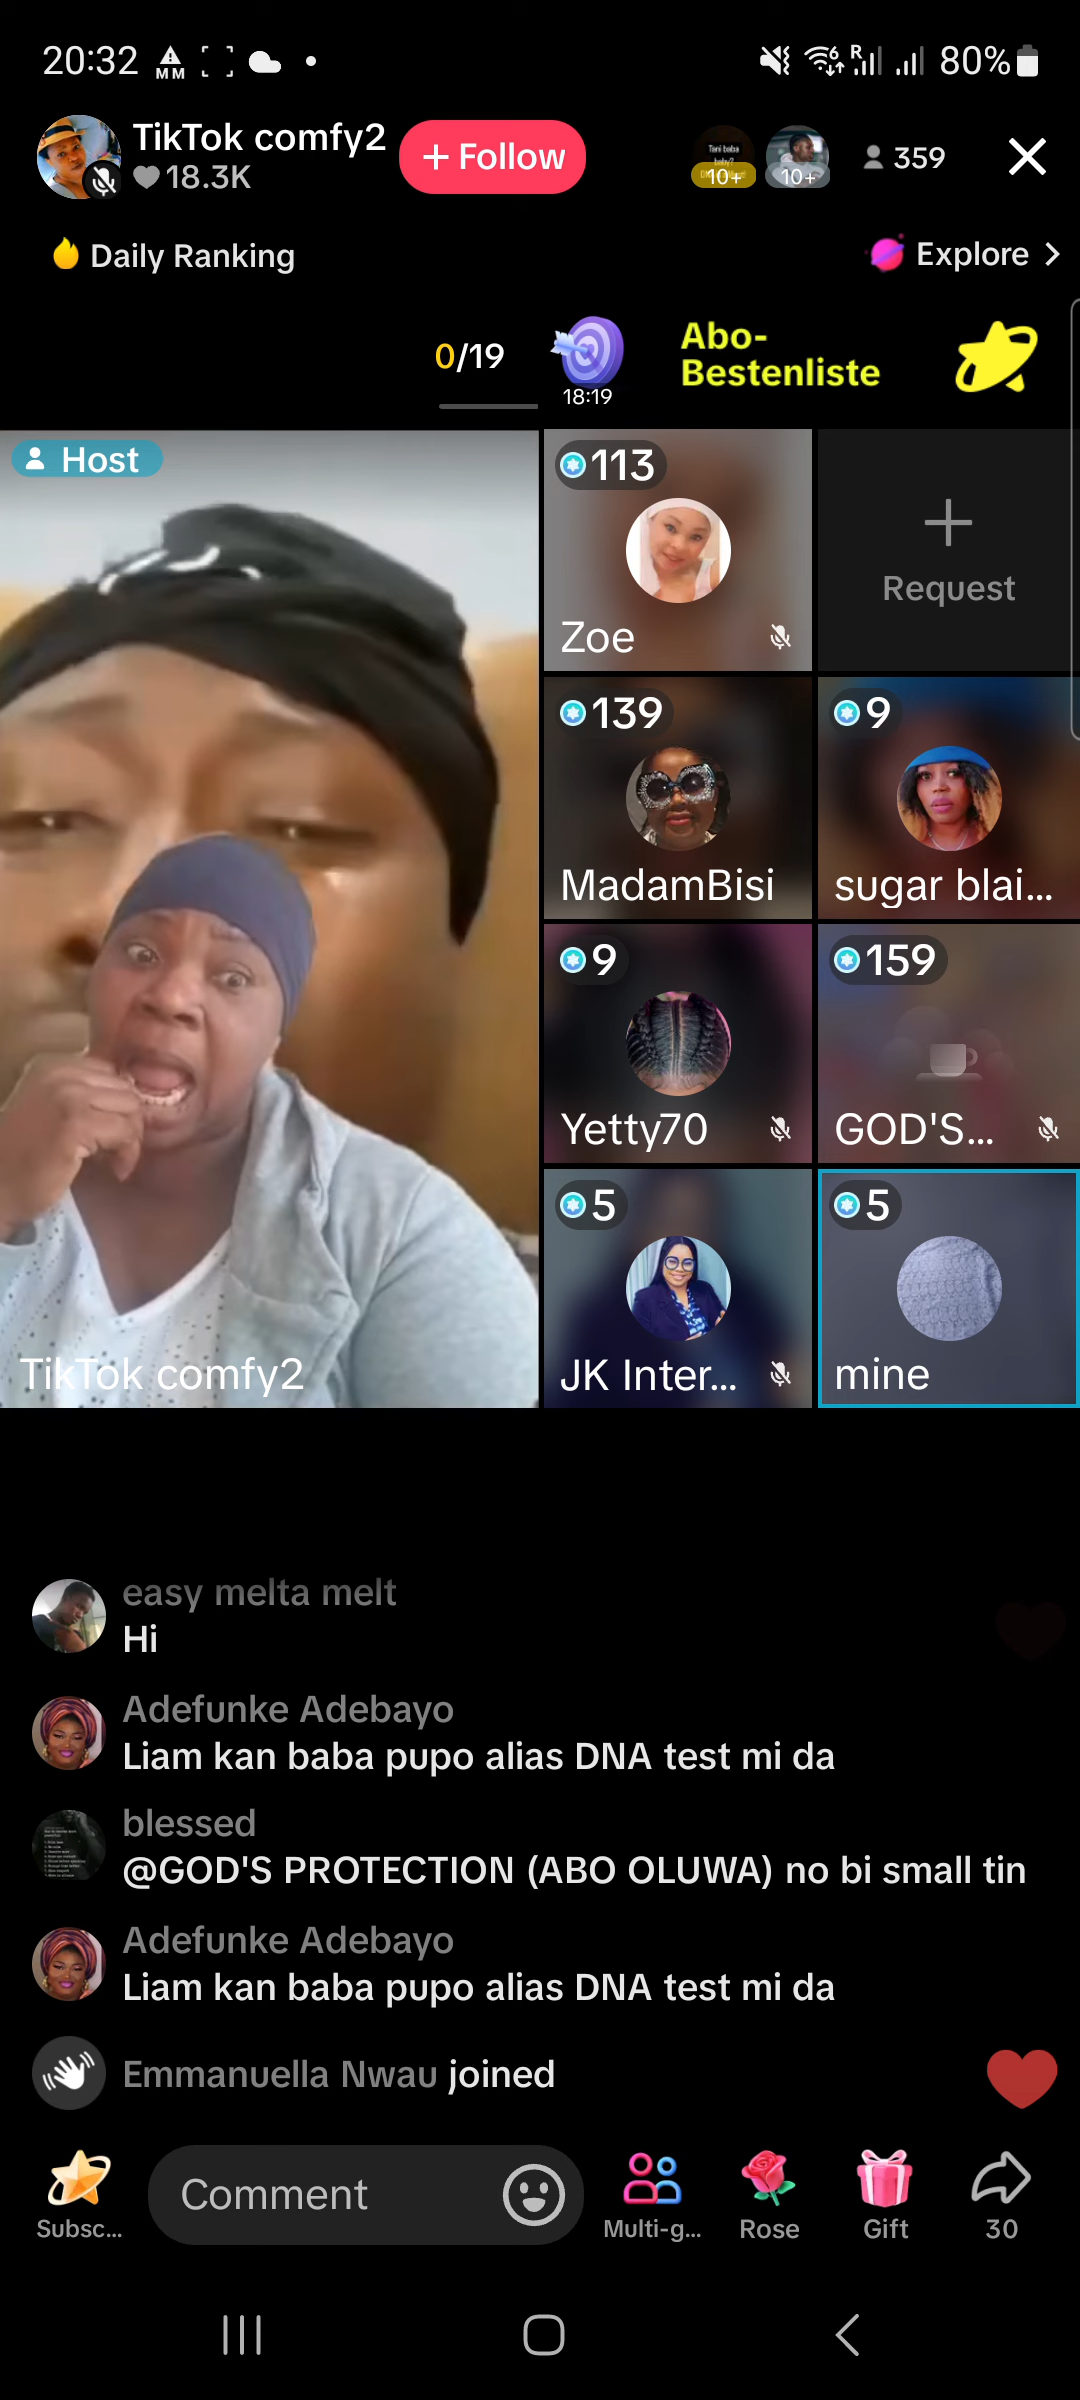 20:32
MM
R
80%
TikTok comfy2
18.3K
+ Follow
Tani baba
baby?
10+
10+
359
Daily Ranking
Explore >
0/19
18:19
Abo-
Bestenliste
Host
113
Zoe
Request
139
MadamBisi
9
sugar blai...
9
Yetty70
159
GOD'S...
5
JK Inter...
5
mine
TikTok comfy2
easy melta melt
Hi
Adefunke Adebayo
Liam kan baba pupo alias DNA test mi da
blessed
@GOD'S PROTECTION (ABO OLUWA) no bi small tin
Adefunke Adebayo
Liam kan baba pupo alias DNA test mi da
Emmanuella Nwau joined
Subsc...
Comment
Multi-g...
Rose
Gift
30